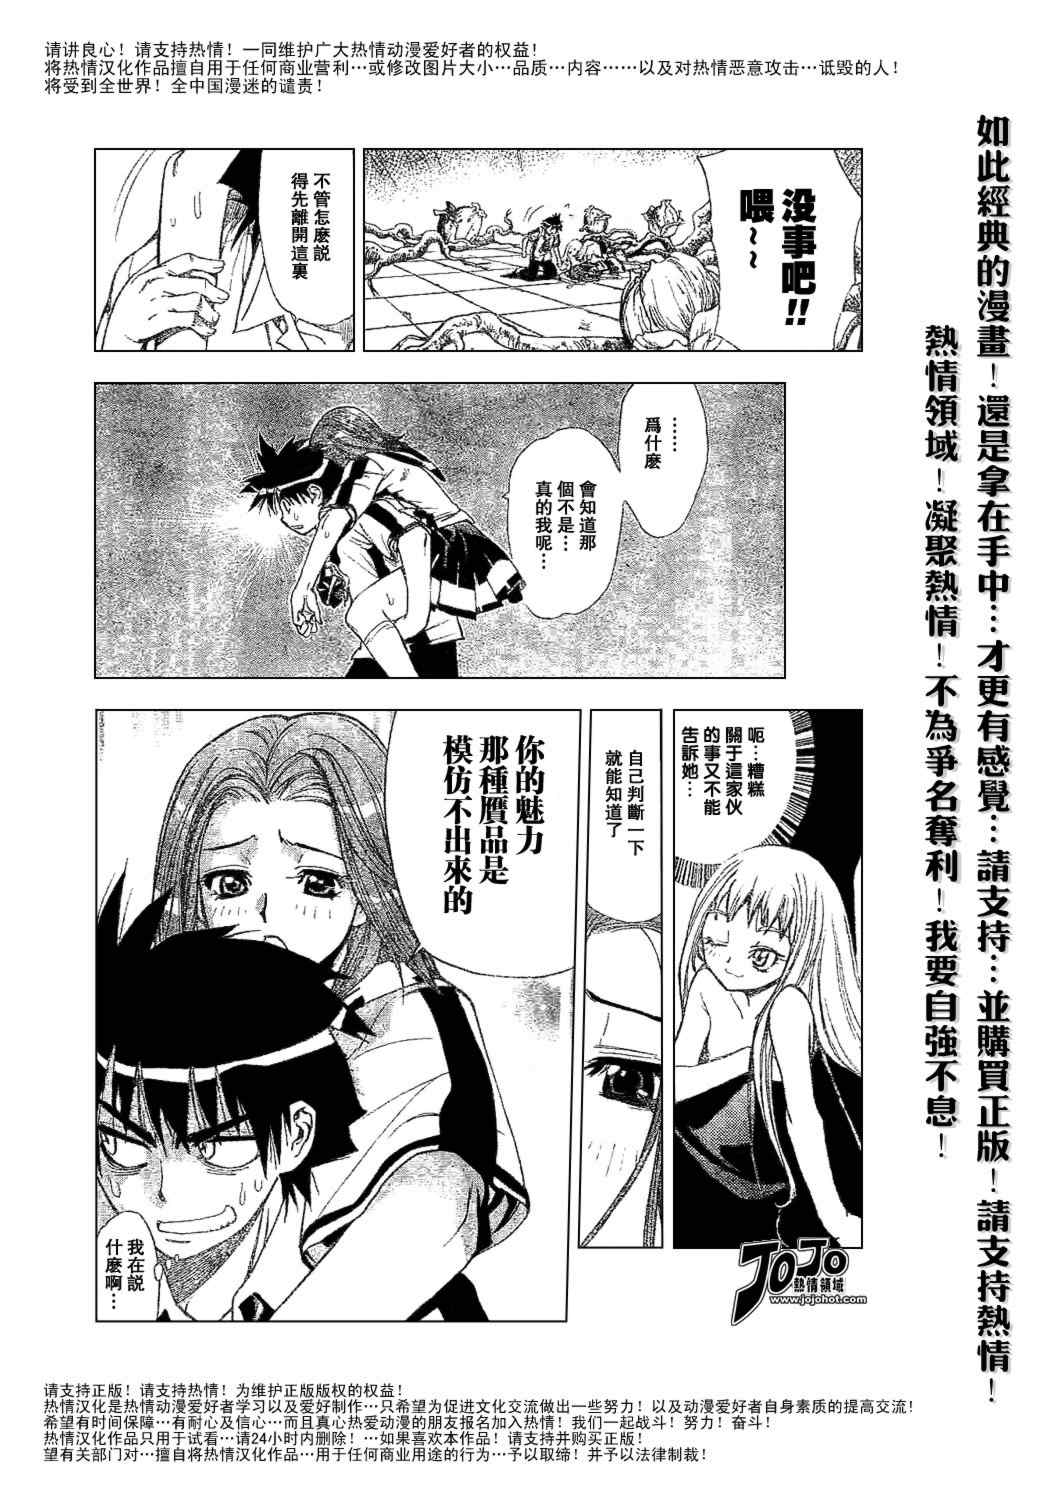 请讲良心！请支持热情！一同维护广大热情动漫爱好者的权益！
将热情汉化作品擅自用于任何商业营利…或修改图片大小…品质…内容……以及对热情恶意攻击…诋毁的人！
将受到全世界！全中国漫迷的谴责！
如此經典的漫畫！還是拿在手中…才更有感覺…請支持…並購買正版！請支持熱情！
熱情領域！凝聚熱情！不為爭名奪利！我要自強不息！
没事吧!!
喂~~
不管怎麽説
得先離開這裏
……
爲什麽
會知道那
個不是…
真的我呢…
呃…糟糕
關于這家伙
的事又不能
告訴她…
自己判斷一下
就能知道了
你的魅力
那種贋品是
模仿不出來的
我在説
什麽啊…
JOJO
熱情領域
www.jojohot.com
请支持正版！请支持热情！为维护正版版权的权益！
热情汉化是热情动漫爱好者学习以及爱好制作…只希望为促进文化交流做出一些努力！以及动漫爱好者自身素质的提高交流！
希望有时间保障…有耐心及信心…而且真心热爱动漫的朋友报名加入热情！我们一起战斗！努力！奋斗！
热情汉化作品只用于试看…请24小时内删除！…如果喜欢本作品！请支持并购买正版！
望有关部门对…擅自将热情汉化作品…用于任何商业用途的行为…予以取缔！并予以法律制裁！